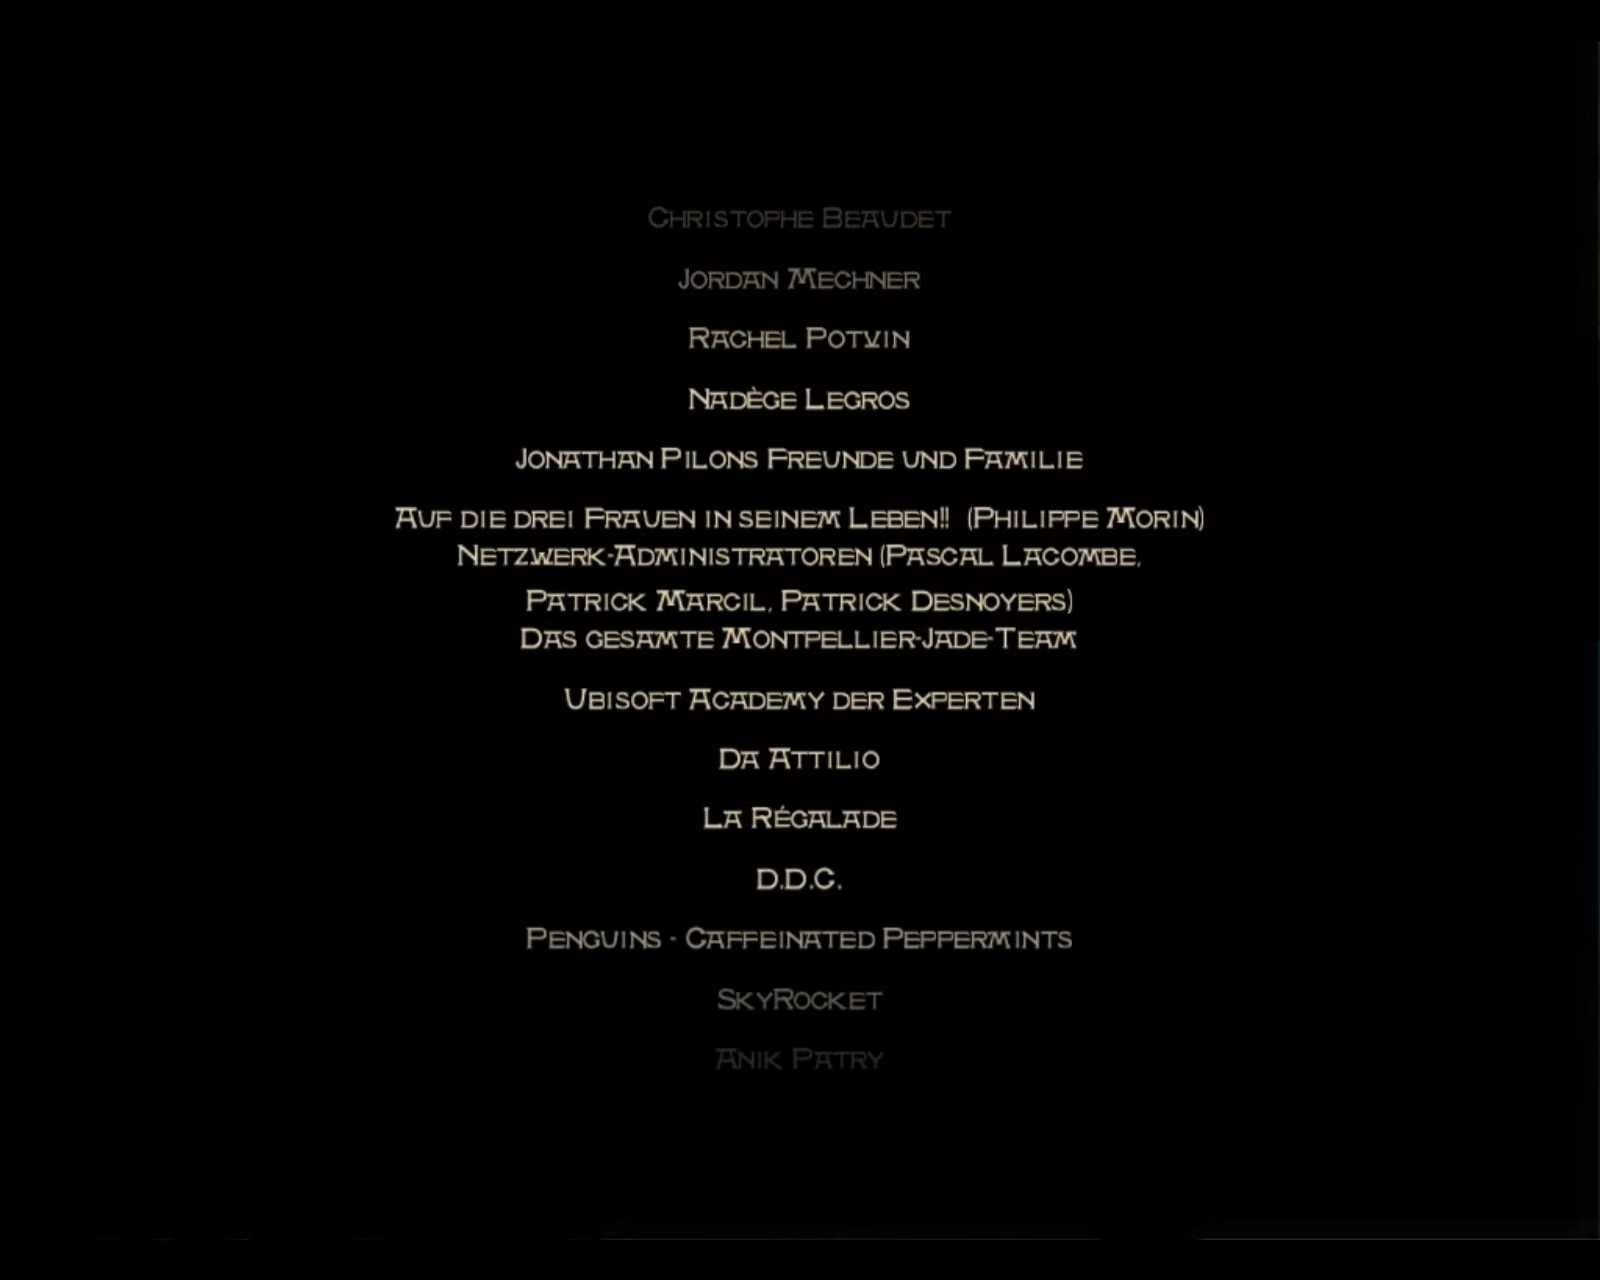 Christophe Beaudet
Jordan Mechner
Rachel Potvin
Nadège Legros
Jonathan Pilons Freunde und Familie
Auf die drei Frauen in seinem Leben!! (Philippe Morin)
Netzwerk-Administratoren (Pascal Lacombe,
Patrick Marcil, Patrick Desnoyers)
Das gesamte Montpellier-Jade-Team
Ubisoft Academy der Experten
Da Attilio
La Régalade
D.D.C.
Penguins - Caffeinated Peppermints
SkyRocket
Anik Patry